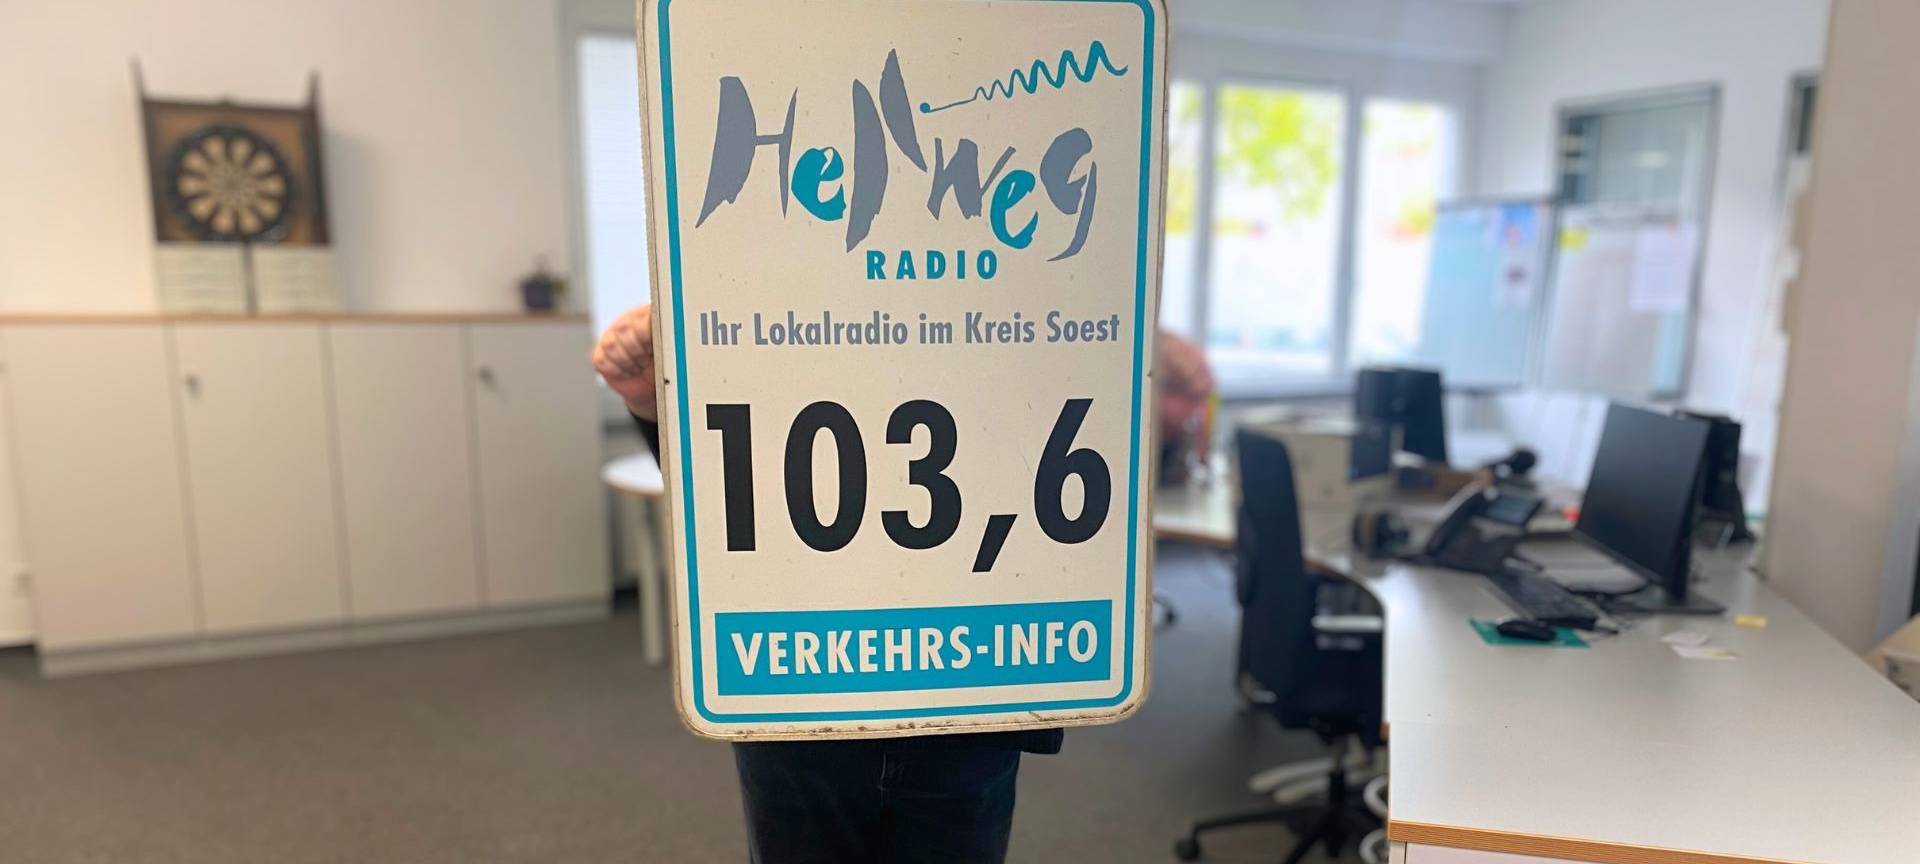 Hellweg
RADIO
Ihr Lokalradio im Kreis Soest
103,6
VERKEHRS-INFO